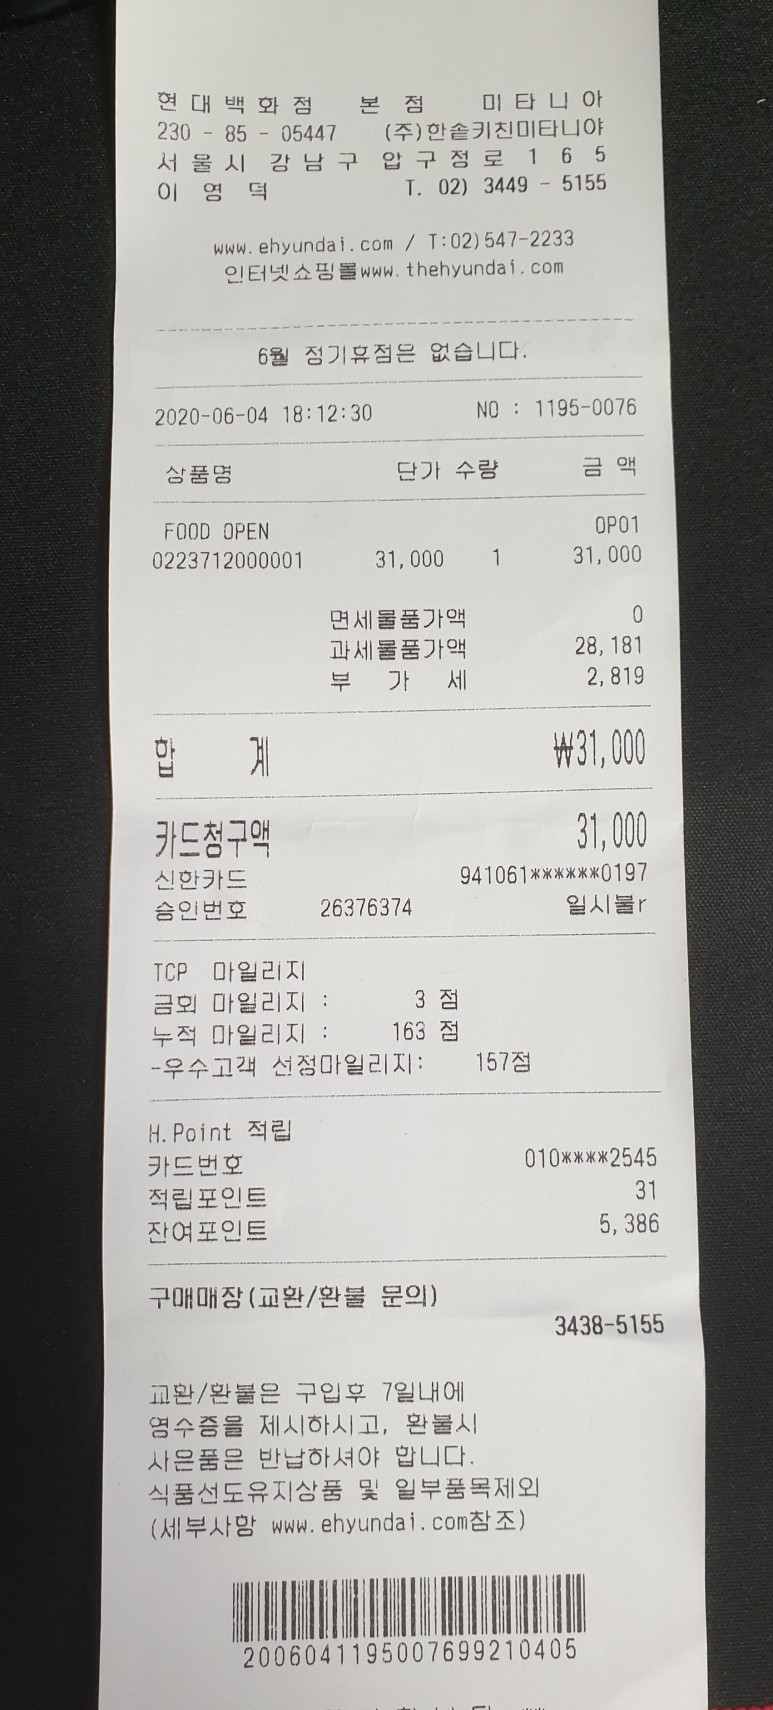 현 대 백 화 점 본 점 미 타 니 아
230 - 85 - 05447 (주)한솥키친미타니야
서 울 시 강 남 구 압 구 정 로 1 6 5
이 영 덕 T. 02) 3449 - 5155
www.ehyundai.com / T:02)547-2233
인터넷쇼핑몰www.thehyundai.com
6월 정기휴점은 없습니다.
2020-06-04 18:12:30 NO : 1195-0076
상품명 단가 수량 금 액
FOOD OPEN OP01
0223712000001 31,000 1 31,000
면세물품가액 0
과세물품가액 28,181
부 가 세 2,819
합 계 ₩31,000
카드청구액 31,000
신한카드 941061******0197
승인번호 26376374 일시불r
TCP 마일리지
금회 마일리지 : 3 점
누적 마일리지 : 163 점
-우수고객 선정마일리지: 157점
H.Point 적립
카드번호 010****2545
적립포인트 31
잔여포인트 5,386
구매매장(교환/환불 문의)
3438-5155
교환/환불은 구입후 7일내에
영수증을 제시하시고, 환불시
사은품은 반납하셔야 합니다.
식품선도유지상품 및 일부품목제외
(세부사항 www.ehyundai.com참조)
2006041195007699210405